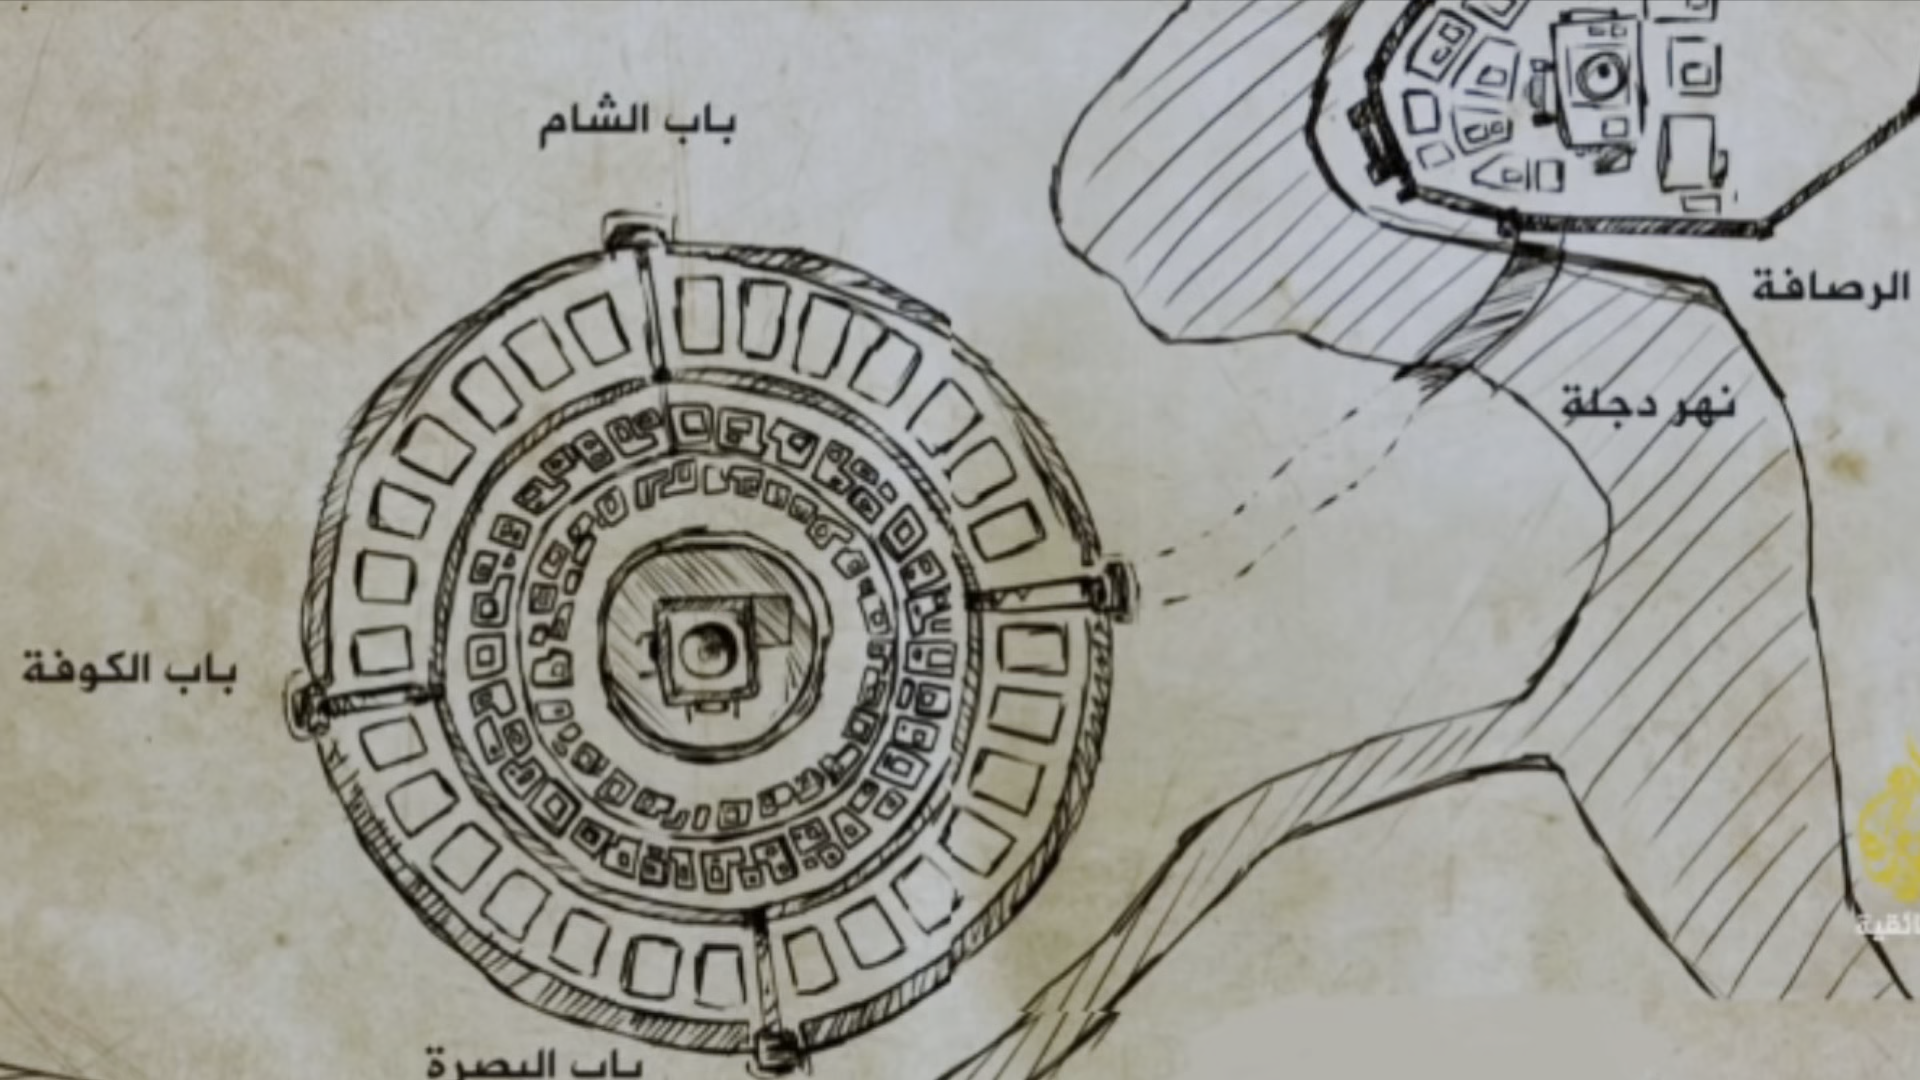 باب الشام
الرصافة
نهر دجلة
باب الكوفة
باب البصرة